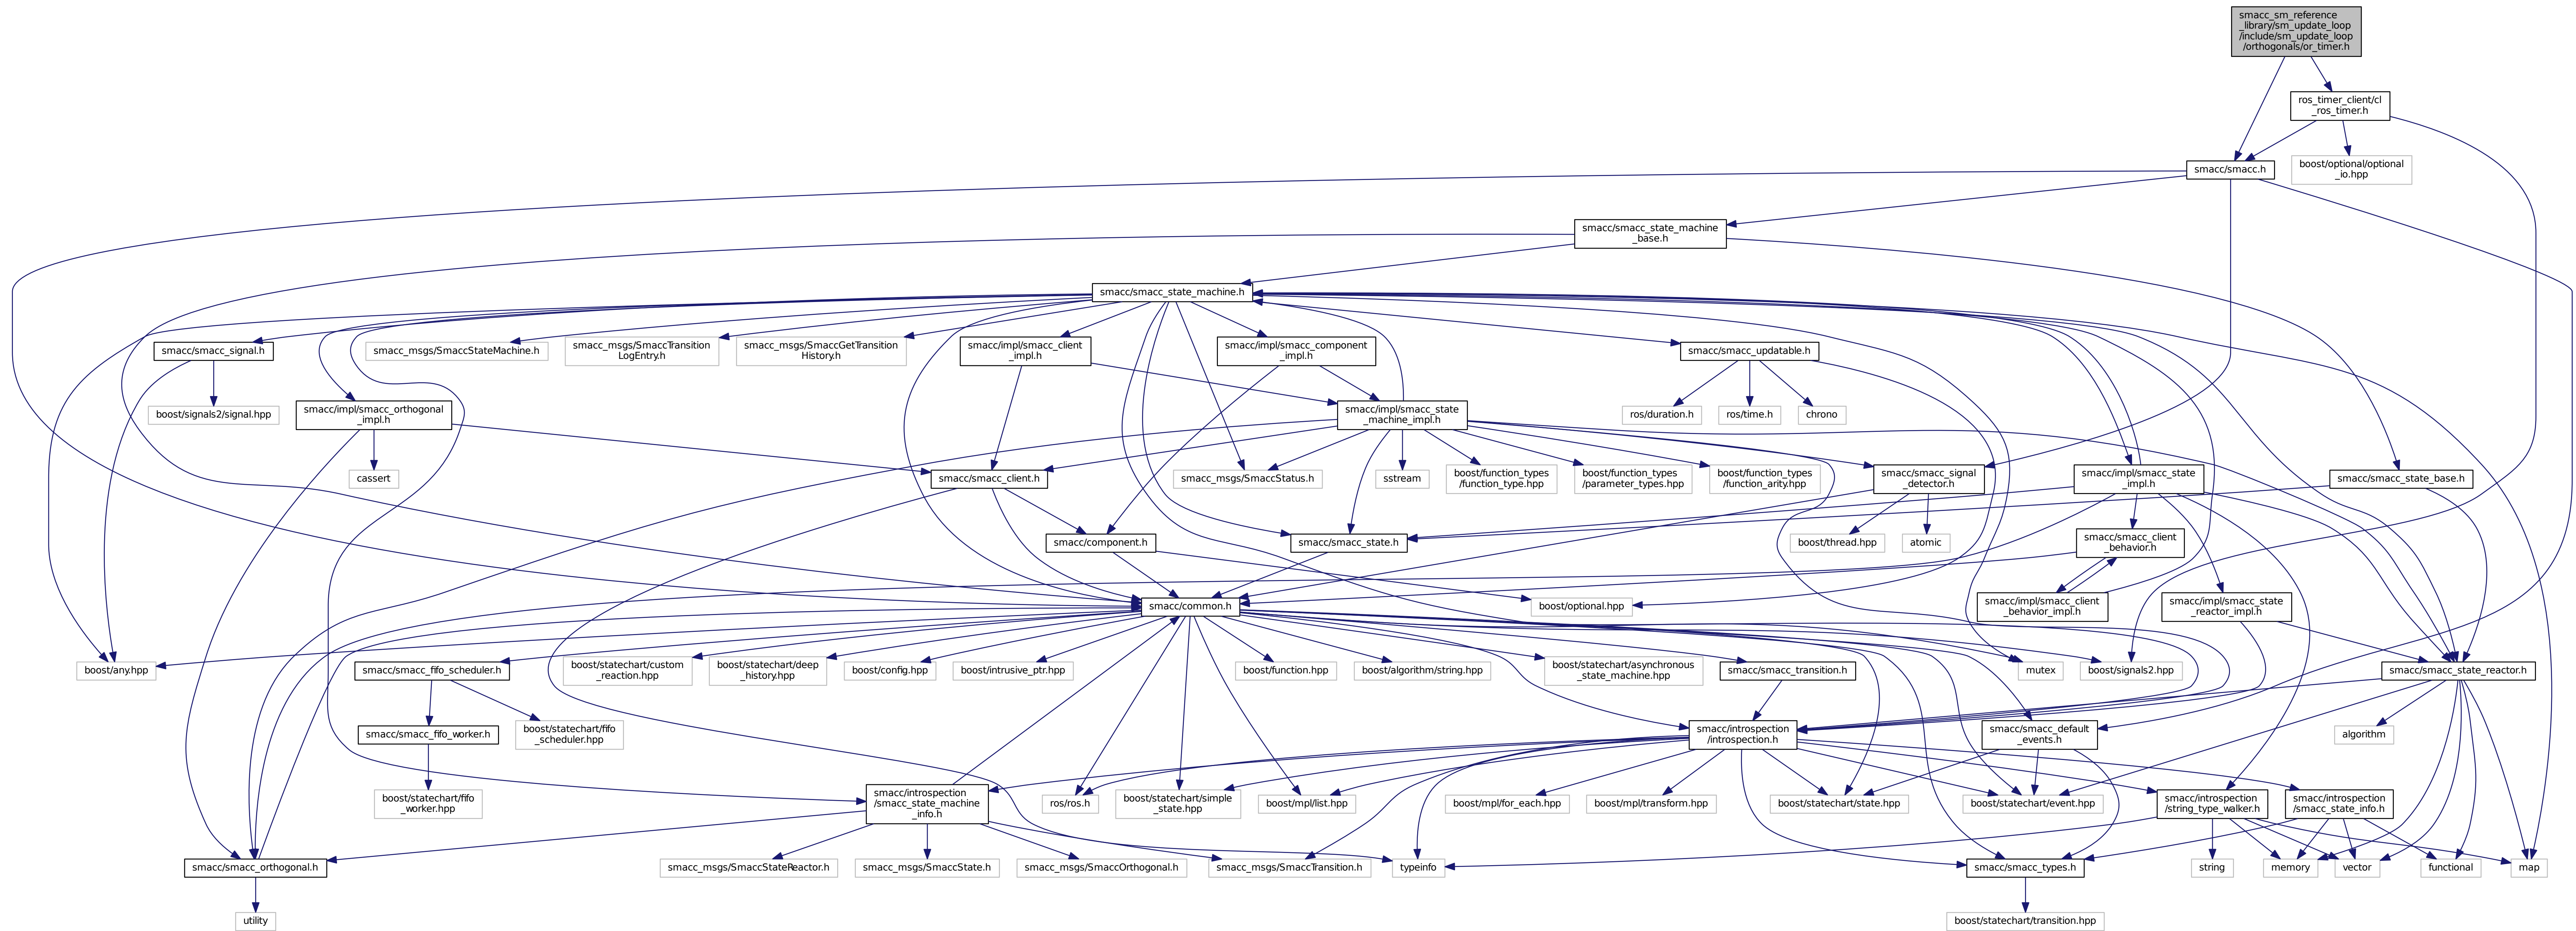 smacc_sm_reference
_library/sm_update_loop
/include/sm_update_loop
/orthogonals/or_timer.h
ros_timer_client/cl
_ros_timer.h
smacc/smacc.h
boost/optional/optional
_io.hpp
smacc/smacc_state_machine
_base.h
smacc/smacc_state_machine.h
smacc/smacc_signal.h
smacc_msgs/SmaccStateMachine.h
smacc_msgs/SmaccTransition
LogEntry.h
smacc_msgs/SmaccGetTransition
History.h
smacc/impl/smacc_client
_impl.h
smacc/impl/smacc_component
_impl.h
smacc/smacc_updatable.h
boost/signals2/signal.hpp
smacc/impl/smacc_orthogonal
_impl.h
smacc/impl/smacc_state
_machine_impl.h
ros/duration.h
ros/time.h
chrono
cassert
smacc/smacc_client.h
smacc_msgs/SmaccStatus.h
sstream
boost/function_types
/function_type.hpp
boost/function_types
/parameter_types.hpp
boost/function_types
/function_arity.hpp
smacc/smacc_signal
_detector.h
smacc/impl/smacc_state
_impl.h
smacc/smacc_state_base.h
smacc/component.h
smacc/smacc_state.h
boost/thread.hpp
atomic
smacc/smacc_client
_behavior.h
smacc/common.h
boost/optional.hpp
smacc/impl/smacc_client
_behavior_impl.h
smacc/impl/smacc_state
_reactor_impl.h
boost/any.hpp
smacc/smacc_fifo_scheduler.h
boost/statechart/custom
_reaction.hpp
boost/statechart/deep
_history.hpp
boost/config.hpp
boost/intrusive_ptr.hpp
boost/function.hpp
boost/algorithm/string.hpp
boost/statechart/asynchronous
_state_machine.hpp
smacc/smacc_transition.h
mutex
boost/signals2.hpp
smacc/smacc_state_reactor.h
smacc/smacc_fifo_worker.h
boost/statechart/fifo
_scheduler.hpp
smacc/introspection
/introspection.h
smacc/smacc_default
_events.h
algorithm
boost/statechart/fifo
_worker.hpp
smacc/introspection
/smacc_state_machine
_info.h
ros/ros.h
boost/statechart/simple
_state.hpp
boost/mpl/list.hpp
boost/mpl/for_each.hpp
boost/mpl/transform.hpp
boost/statechart/state.hpp
boost/statechart/event.hpp
smacc/introspection
/string_type_walker.h
smacc/introspection
/smacc_state_info.h
smacc/smacc_orthogonal.h
smacc_msgs/SmaccStateReactor.h
smacc_msgs/SmaccState.h
smacc_msgs/SmaccOrthogonal.h
smacc_msgs/SmaccTransition.h
typeinfo
smacc/smacc_types.h
string
memory
vector
functional
map
utility
boost/statechart/transition.hpp